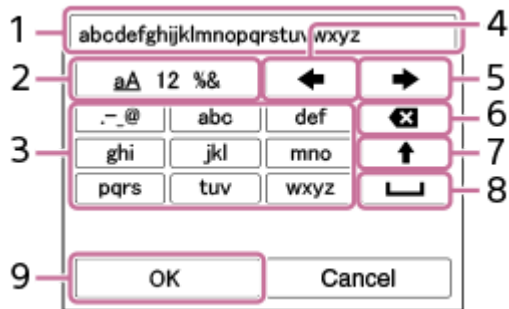 1 abcdefghijklmnopqrstuvwxyz 4
2 aA 12 %& 5
.-_@ abc def 6
3 ghi jkl mno 7
pqrs tuv wxyz 8
9 OK Cancel